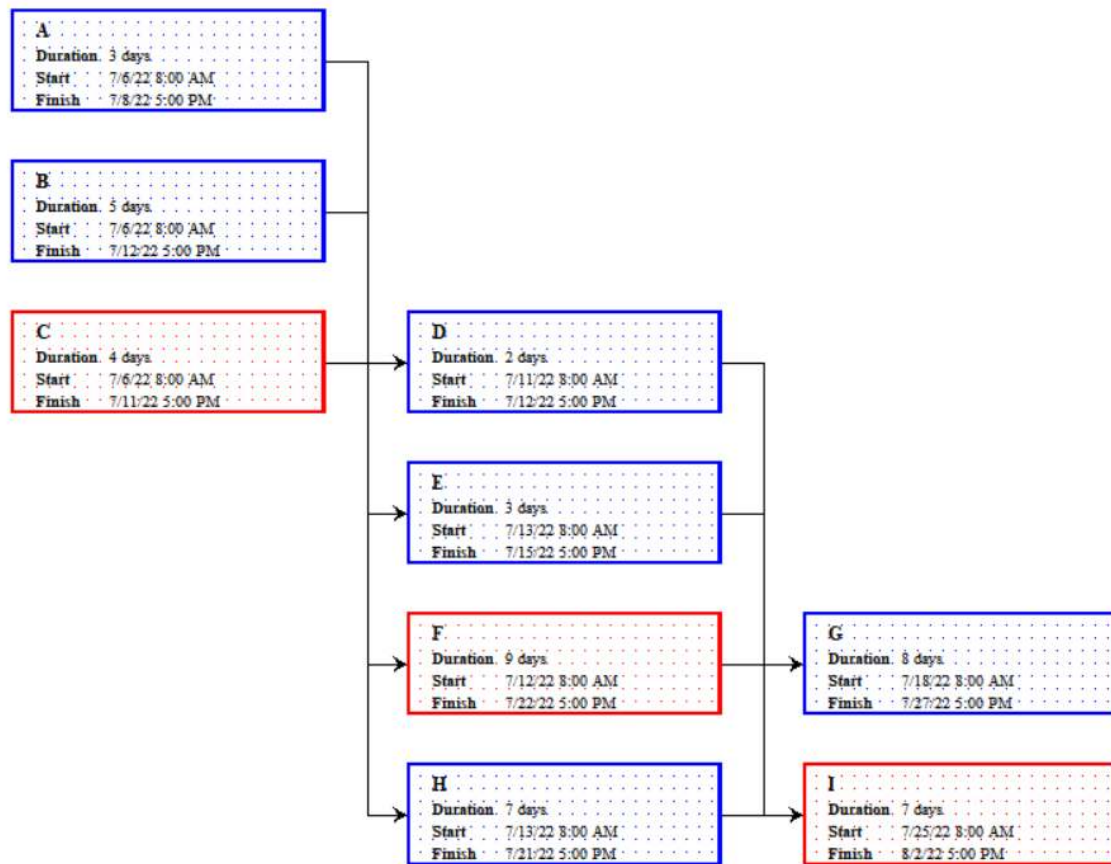 A
Duration 3 days
Start 7/6/22 8:00 AM
Finish 7/8/22 5:00 PM
B
Duration 5 days
Start 7/6/22 8:00 AM
Finish 7/12/22 5:00 PM
C
Duration 4 days
Start 7/6/22 8:00 AM
Finish 7/11/22 5:00 PM
D
Duration 2 days
Start 7/11/22 8:00 AM
Finish 7/12/22 5:00 PM
E
Duration 3 days
Start 7/13/22 8:00 AM
Finish 7/15/22 5:00 PM
F
Duration 9 days
Start 7/12/22 8:00 AM
Finish 7/22/22 5:00 PM
G
Duration 8 days
Start 7/18/22 8:00 AM
Finish 7/27/22 5:00 PM
H
Duration 7 days
Start 7/13/22 8:00 AM
Finish 7/21/22 5:00 PM
I
Duration 7 days
Start 7/25/22 8:00 AM
Finish 8/2/22 5:00 PM